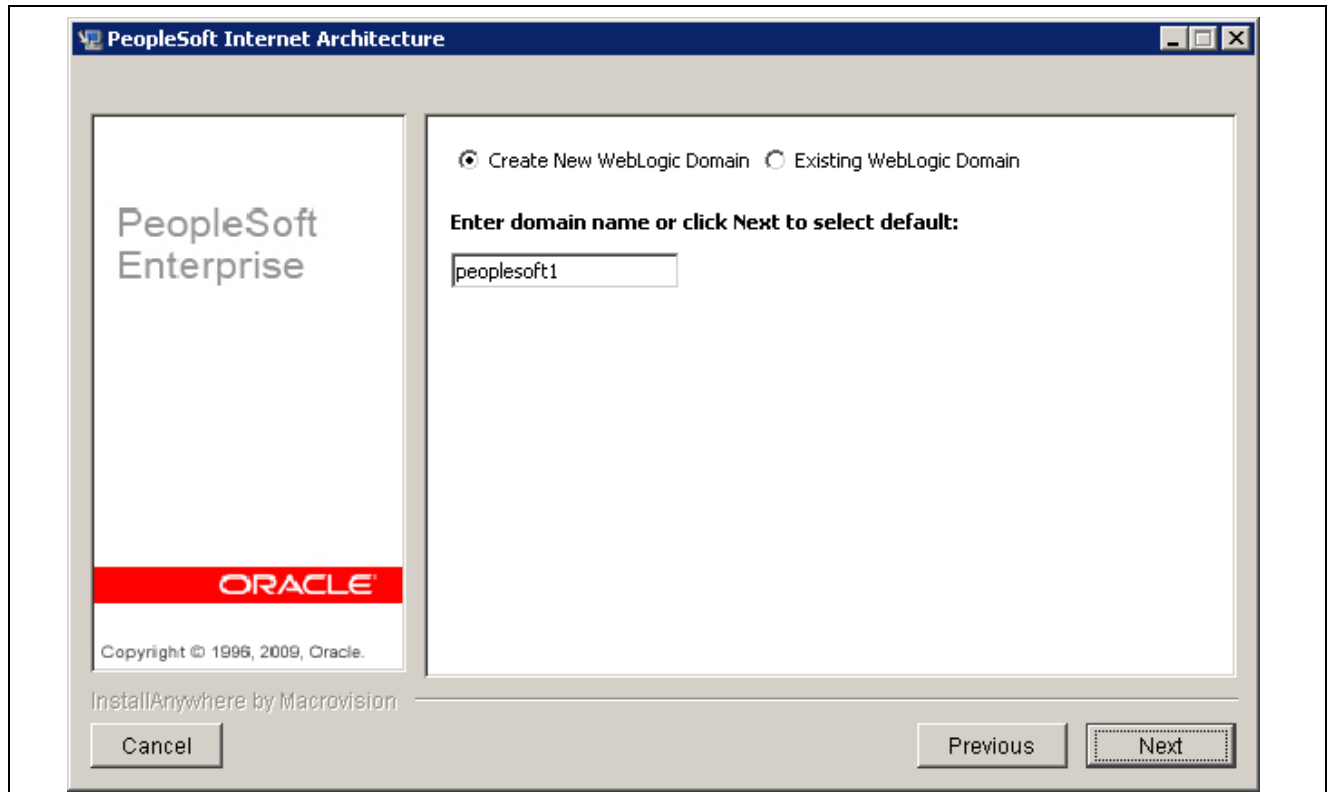 PeopleSoft Internet Architecture
Create New WebLogic Domain Existing WebLogic Domain
Enter domain name or click Next to select default:
peoplesoft1
PeopleSoft
Enterprise
ORACLE
Copyright © 1996, 2009, Oracle.
InstallAnywhere by Macrovision
Cancel Previous Next